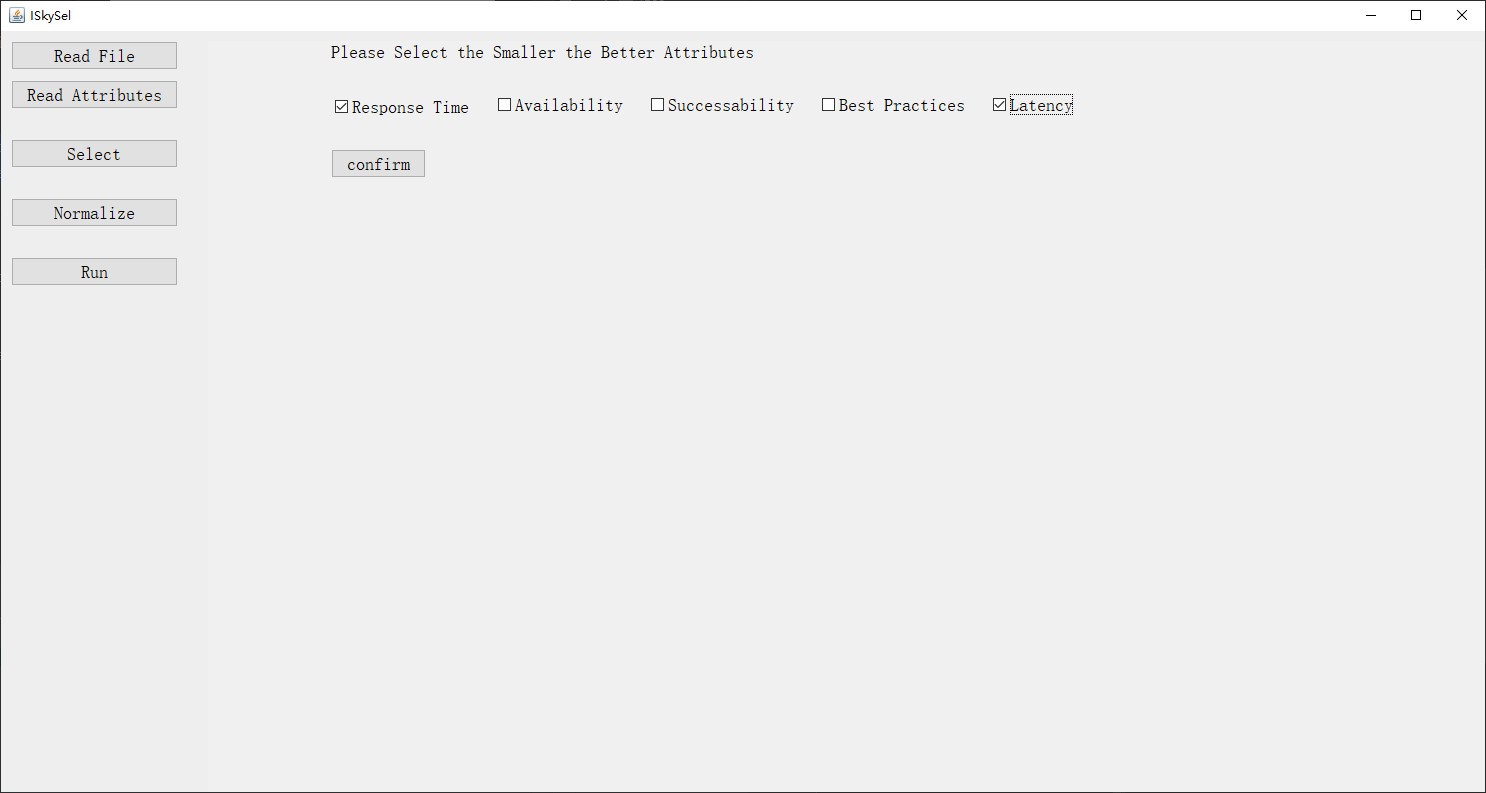 ISkySel
Read File
Read Attributes
Select
Normalize
Run
Please Select the Smaller the Better Attributes
Response Time Availability Successability Best Practices Latency
confirm